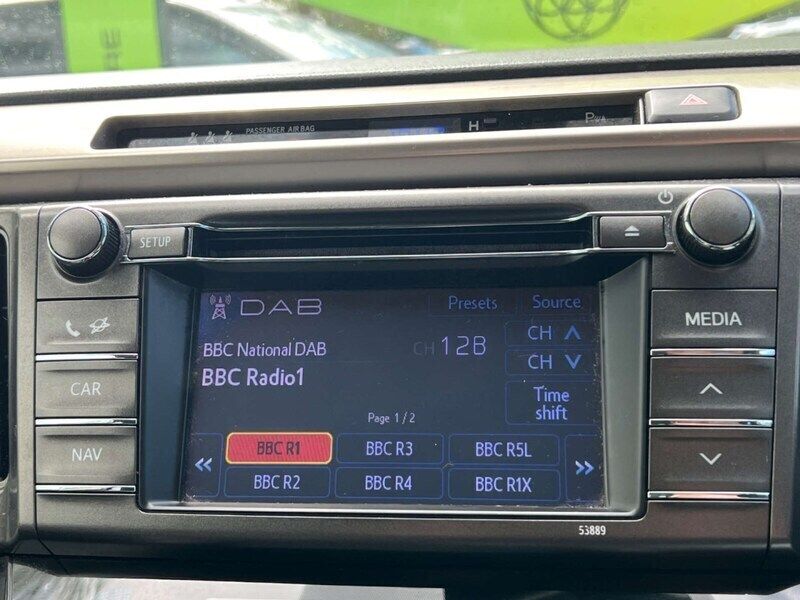 PASSENGER AIR BAG
H
SETUP
DAB
Presets
Source
BBC National DAB
CH 12B
CH
BBC Radio1
CH
Time
shift
Page 1/2
BBC R1
BBC R3
BBC R5L
BBC R2
BBC R4
BBC R1X
CAR
NAV
MEDIA
53889